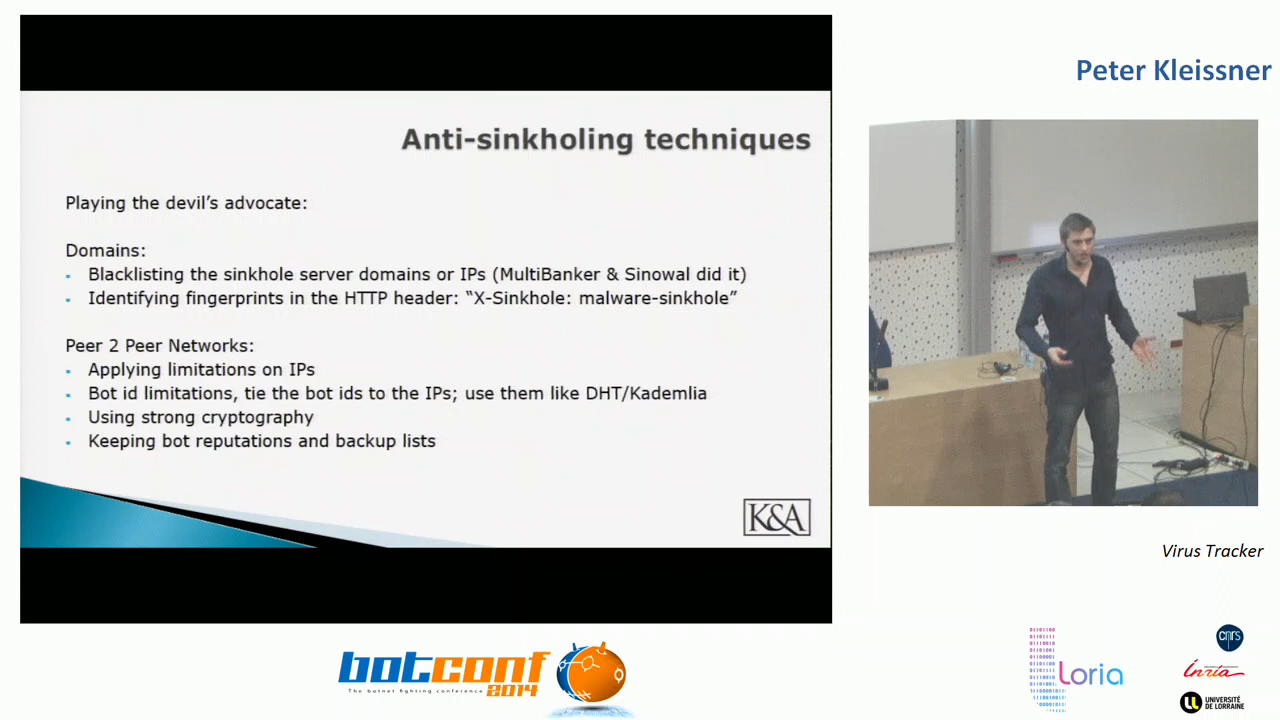 Peter Kleissner
Anti-sinkholing techniques
Playing the devil's advocate:
Domains:
Blacklisting the sinkhole server domains or IPs (MultiBanker & Sinowal did it)
Identifying fingerprints in the HTTP header: "X-Sinkhole: malware-sinkhole"
Peer 2 Peer Networks:
Applying limitations on IPs
Bot id limitations, tie the bot ids to the IPs; use them like DHT/Kademlia
Using strong cryptography
Keeping bot reputations and backup lists
K&A
Virus Tracker
botconf
2014
The botnet fighting conference
Loria
cnrs
inria
UNIVERSITÉ
DE LORRAINE